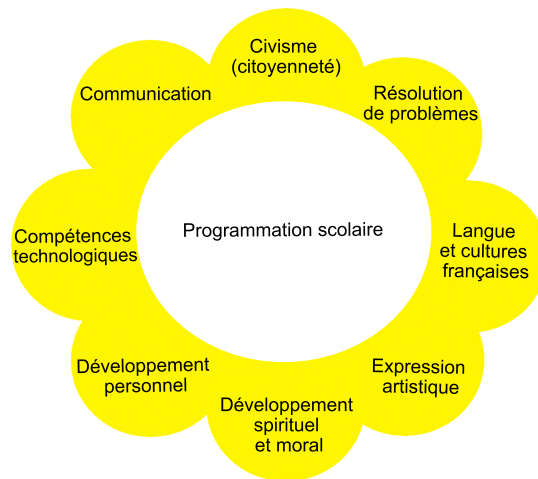 Civisme
(citoyenneté)
Résolution
de problèmes
Langue
et cultures
françaises
Expression
artistique
Développement
spirituel
et moral
Développement
personnel
Compétences
technologiques
Communication
Programmation scolaire